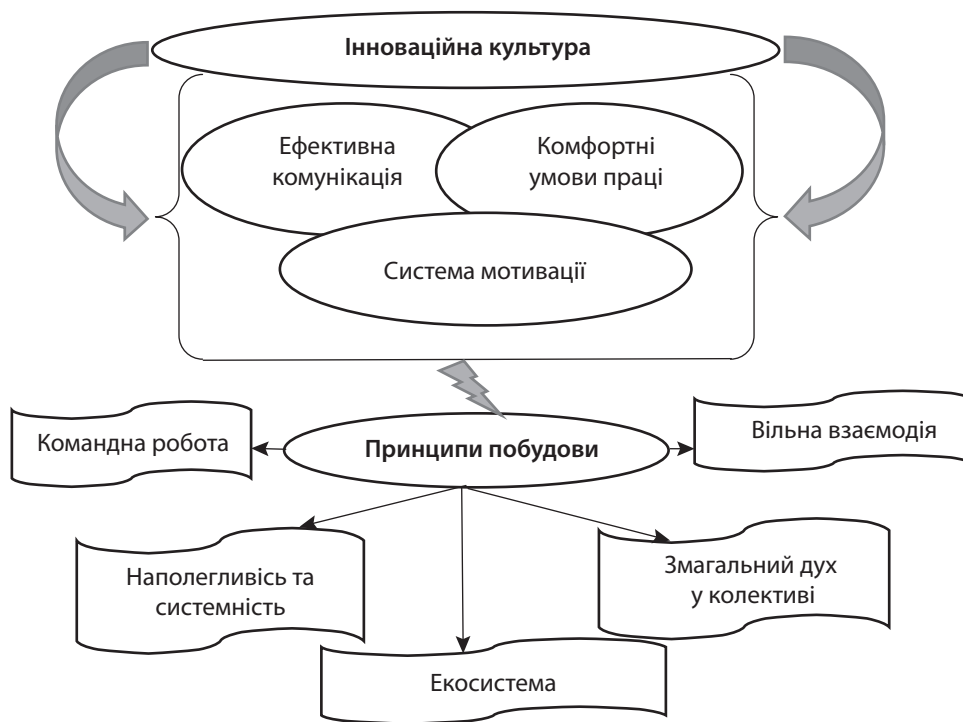 Інноваційна культура
Ефективна
комунікація
Комфортні
умови праці
Система мотивації
Командна робота
Принципи побудови
Вільна взаємодія
Наполегливісь та
системність
Змагальний дух
у колективі
Екосистема